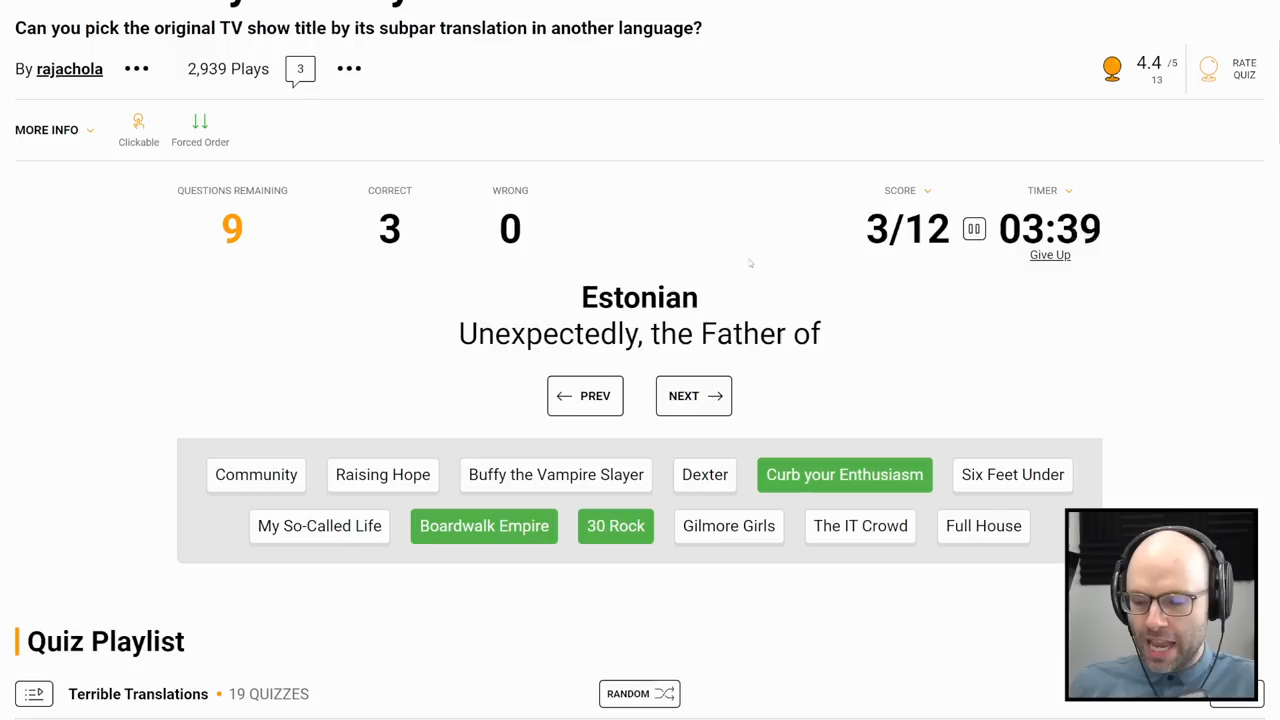 Can you pick the original TV show title by its subpar translation in another language?
By rajachola ••• 2,939 Plays 3 •••
4.4 /5
13
RATE QUIZ
MORE INFO
Clickable
Forced Order
QUESTIONS REMAINING CORRECT WRONG SCORE TIMER
9 3 0 3/12 03:39
Give Up
Estonian
Unexpectedly, the Father of
← PREV NEXT →
Community Raising Hope Buffy the Vampire Slayer Dexter Curb your Enthusiasm Six Feet Under
My So-Called Life Boardwalk Empire 30 Rock Gilmore Girls The IT Crowd Full House
Quiz Playlist
Terrible Translations • 19 QUIZZES RANDOM